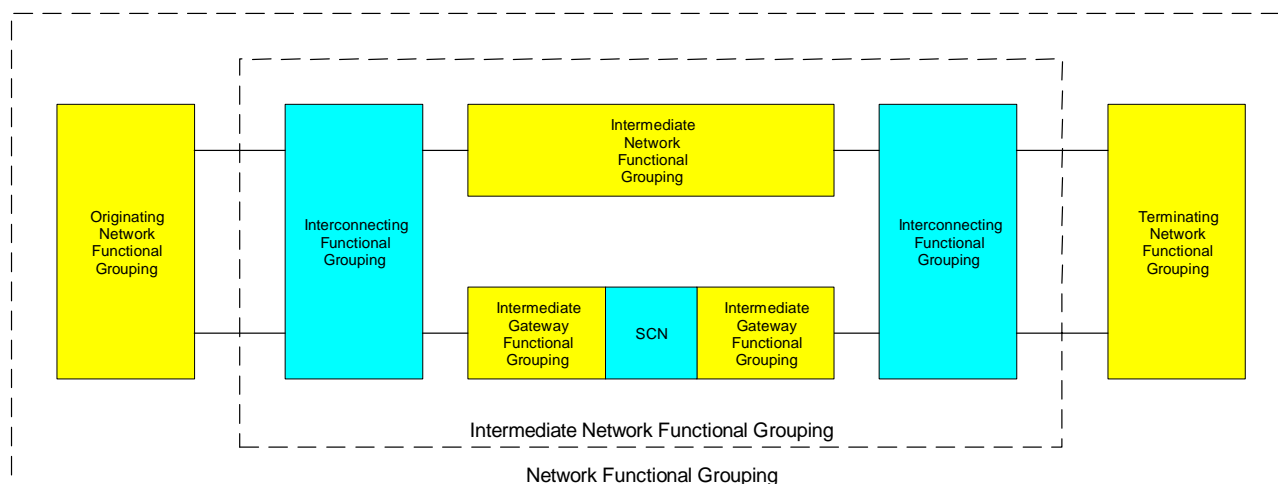 Originating
Network
Functional
Grouping
Interconnecting
Functional
Grouping
Intermediate
Network
Functional
Grouping
Intermediate
Gateway
Functional
Grouping
SCN
Intermediate
Gateway
Functional
Grouping
Interconnecting
Functional
Grouping
Terminating
Network
Functional
Grouping
Intermediate Network Functional Grouping
Network Functional Grouping